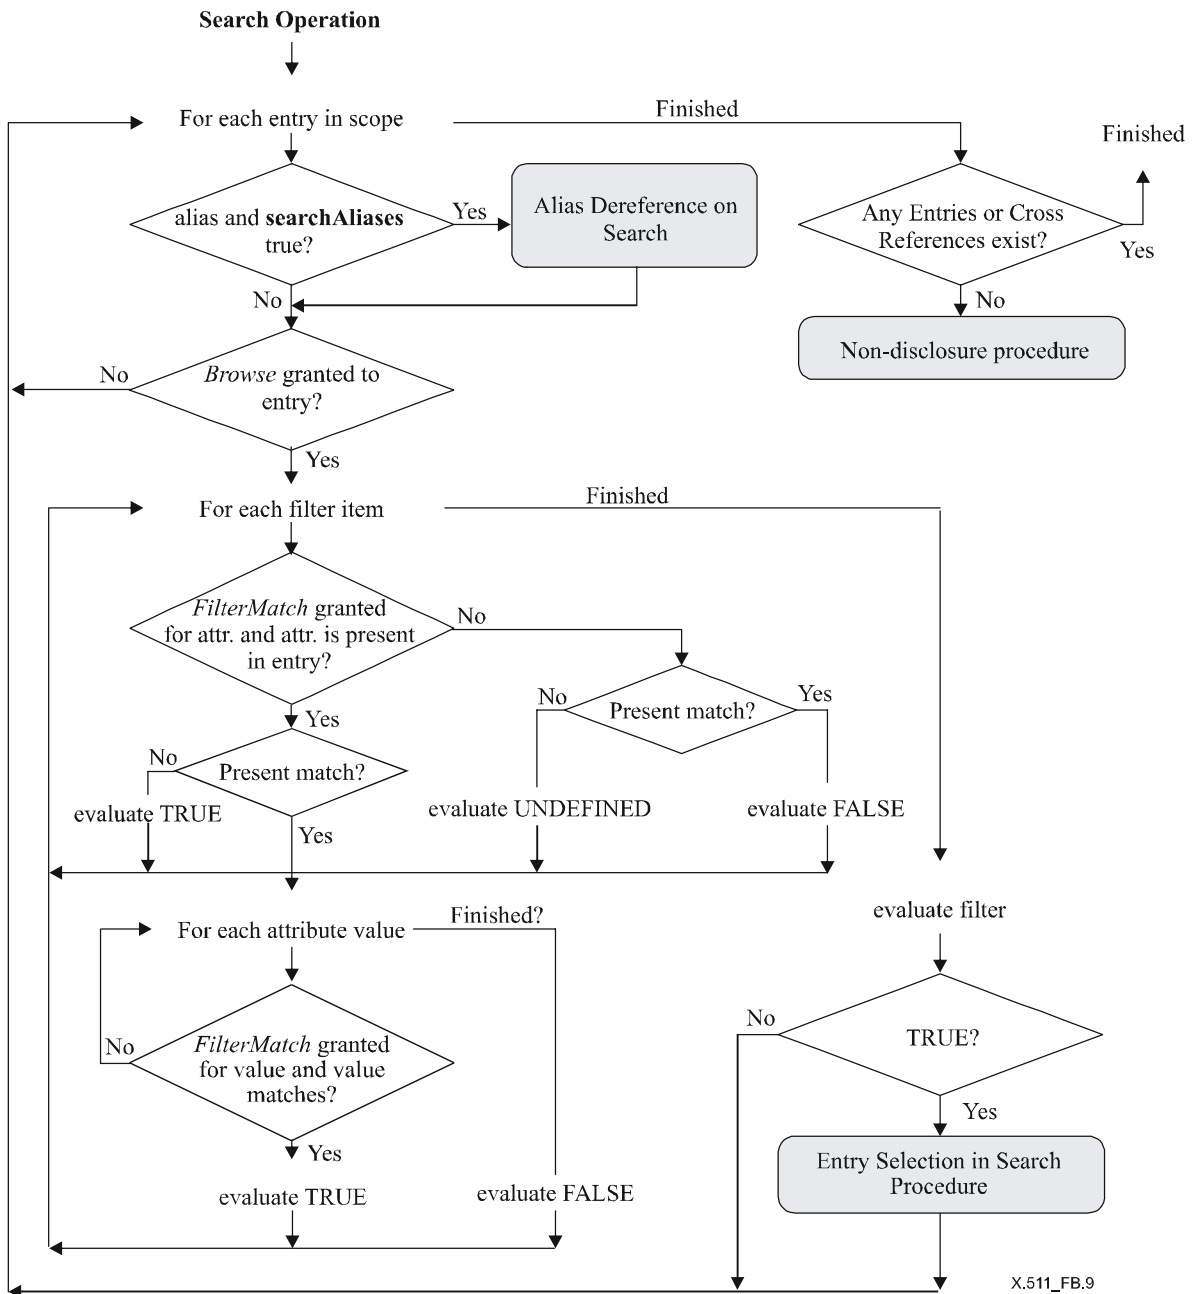 Search Operation
For each entry in scope
Finished
Finished
alias and searchAliases
true?
Yes
Alias Dereference on
Search
Any Entries or Cross
References exist?
Yes
No
No
Non-disclosure procedure
No
Browse granted to
entry?
Yes
For each filter item
Finished
FilterMatch granted
for attr. and attr. is present
in entry?
No
Yes
No
Present match?
Yes
No
Present match?
evaluate TRUE
Yes
evaluate UNDEFINED
evaluate FALSE
For each attribute value
Finished?
evaluate filter
No
FilterMatch granted
for value and value
matches?
Yes
No
TRUE?
Yes
evaluate TRUE
evaluate FALSE
Entry Selection in Search
Procedure
X.511_FB.9